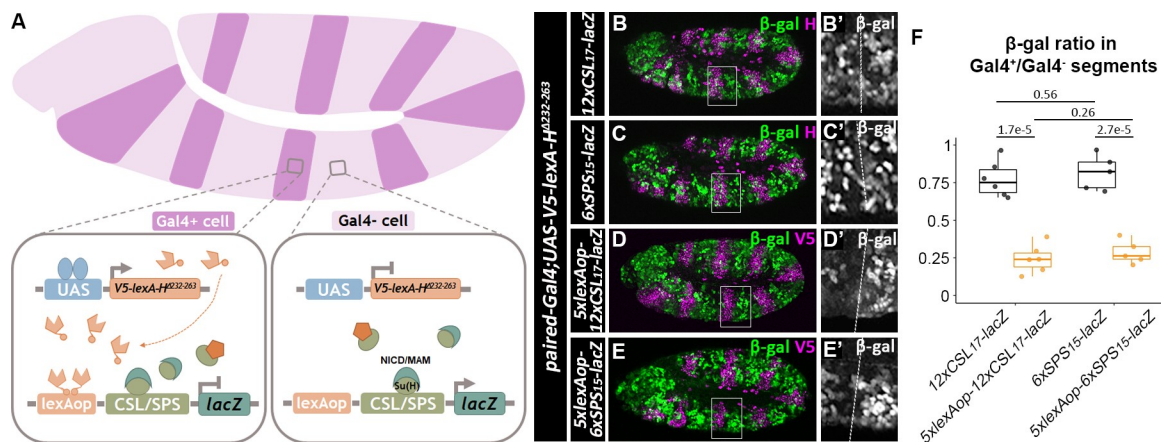 A
Gal4+ cell
Gal4- cell
UAS
V5-lexA-H^Δ232-263
lexAop
CSL/SPS
lacZ
UAS
V5-lexA-H^Δ232-263
NICD/MAM
Su(H)
lexAop
CSL/SPS
lacZ
paired-Gal4;UAS-V5-lexA-H^Δ232-263
12xCSL₁₇-lacZ
B
β-gal H
B'
β-gal
6xSPS₁₅-lacZ
C
β-gal H
C'
β-gal
5xlexAop-
12xCSL₁₇-lacZ
D
β-gal V5
D'
β-gal
5xlexAop-
6xSPS₁₅-lacZ
E
β-gal V5
E'
β-gal
F
β-gal ratio in
Gal4⁺/Gal4⁻ segments
0.56
0.26
1.7e-5
2.7e-5
1
0.75
0.5
0.25
0
12xCSL₁₇-lacZ
5xlexAop-12xCSL₁₇-lacZ
6xSPS₁₅-lacZ
5xlexAop-6xSPS₁₅-lacZ